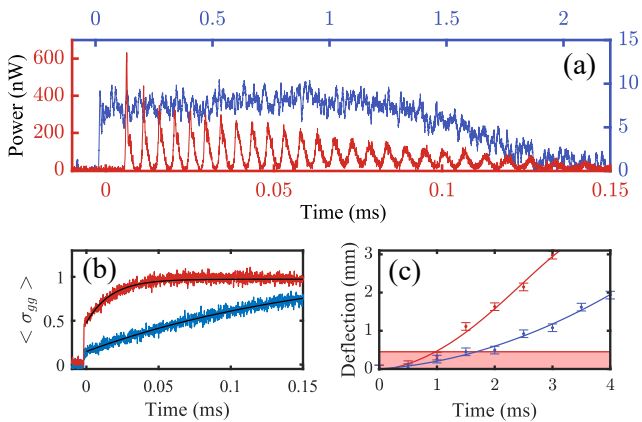 0 0.5 1 1.5 2
Power (nW)
600
400
200
0
(a)
15
10
5
0
0 0.05 0.1 0.15
Time (ms)
< σgg >
1
0.5
0
(b)
0 0.05 0.1 0.15
Time (ms)
Deflection (mm)
3
2
1
0
(c)
0 1 2 3 4
Time (ms)